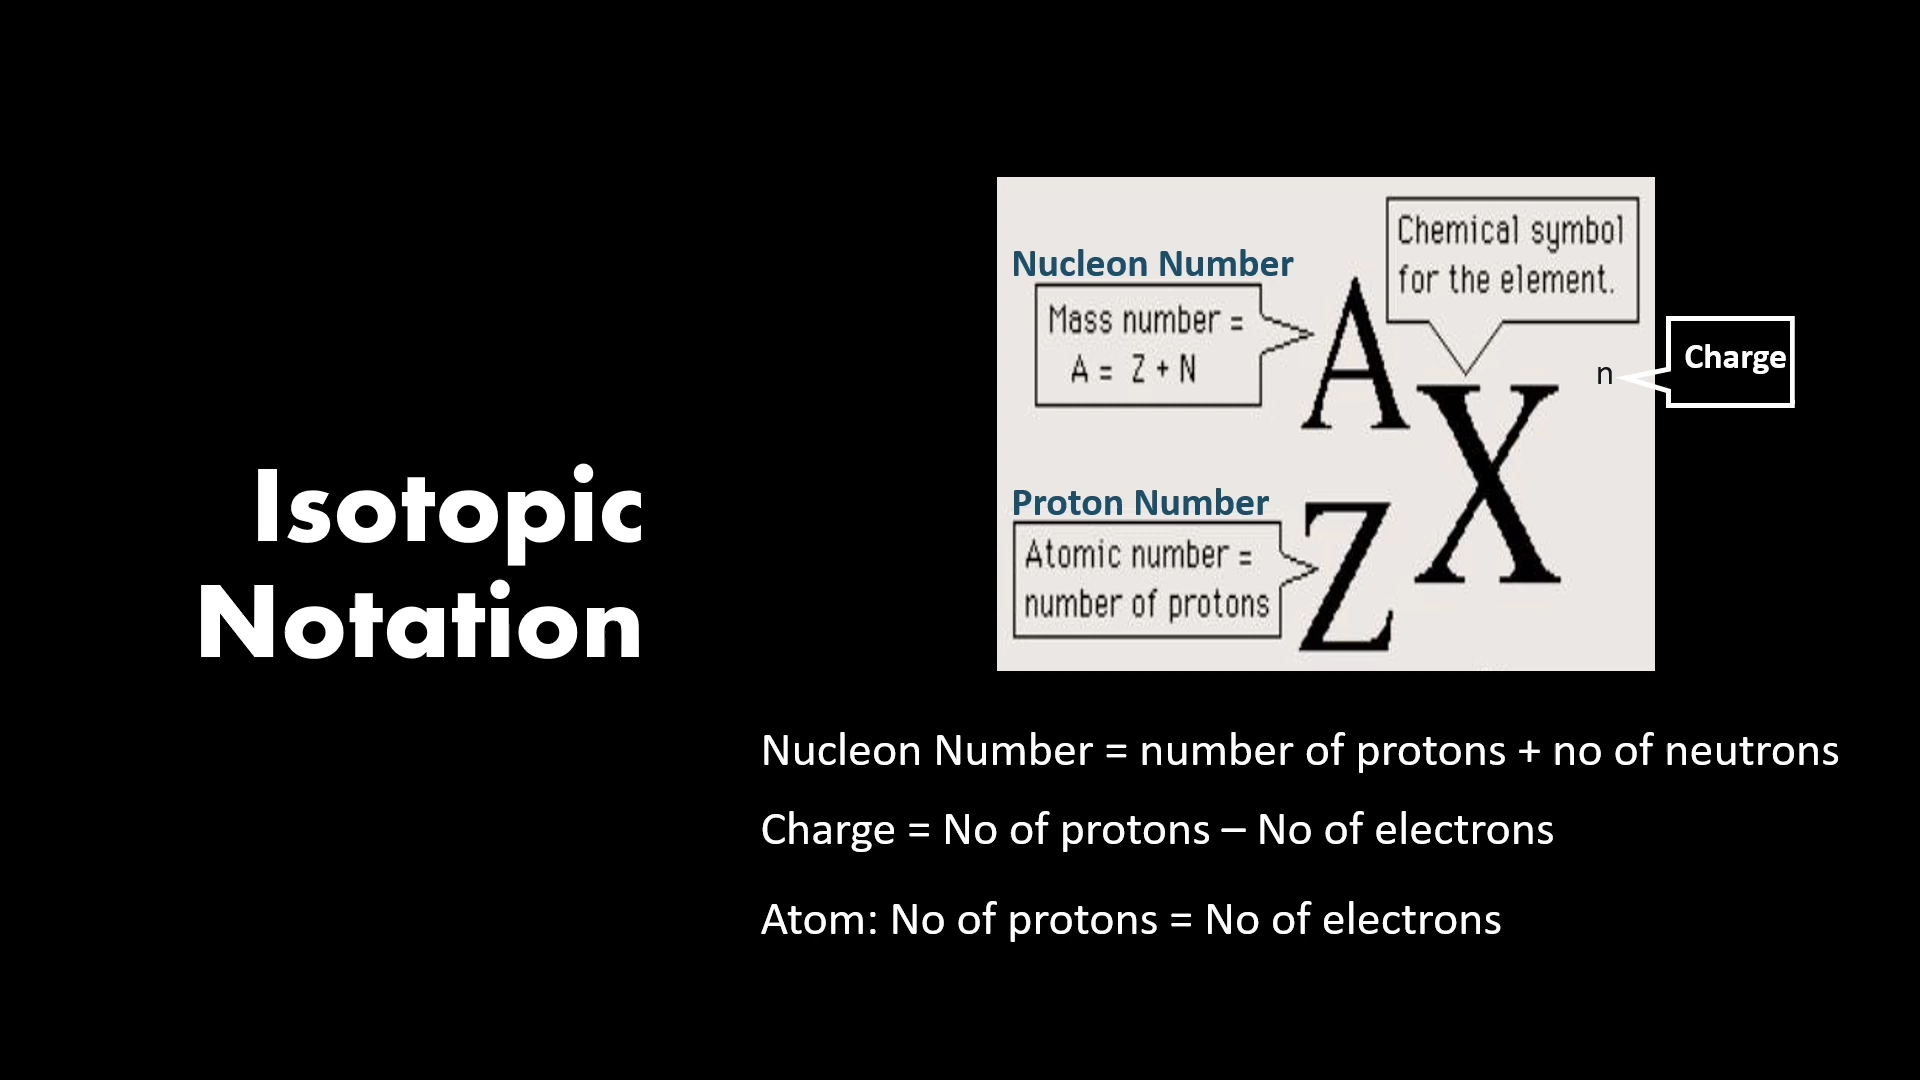 Isotopic
Notation
Nucleon Number
Mass number =
A = Z + N
Chemical symbol
for the element.
A
X
n
Charge
Proton Number
Atomic number =
number of protons
Z
Nucleon Number = number of protons + no of neutrons
Charge = No of protons – No of electrons
Atom: No of protons = No of electrons